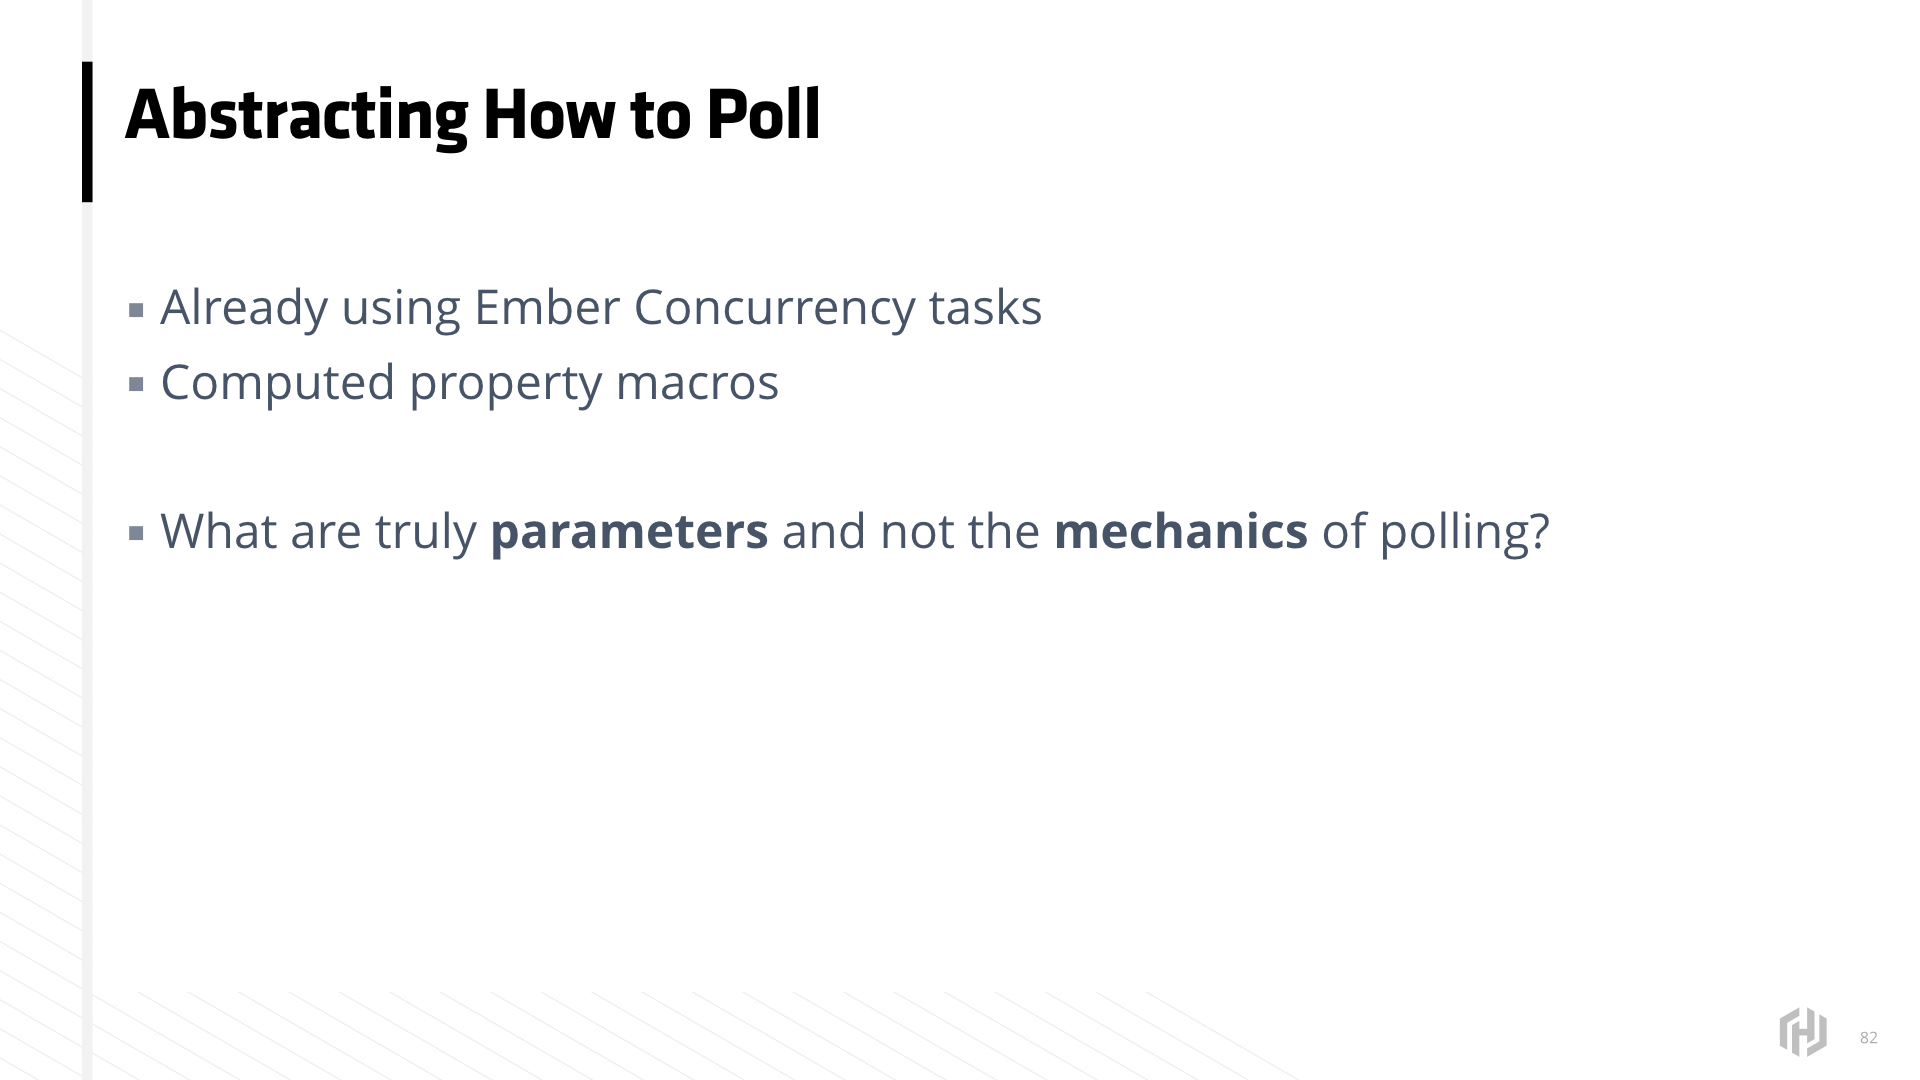 Abstracting How to Poll
Already using Ember Concurrency tasks
Computed property macros
What are truly parameters and not the mechanics of polling?
82